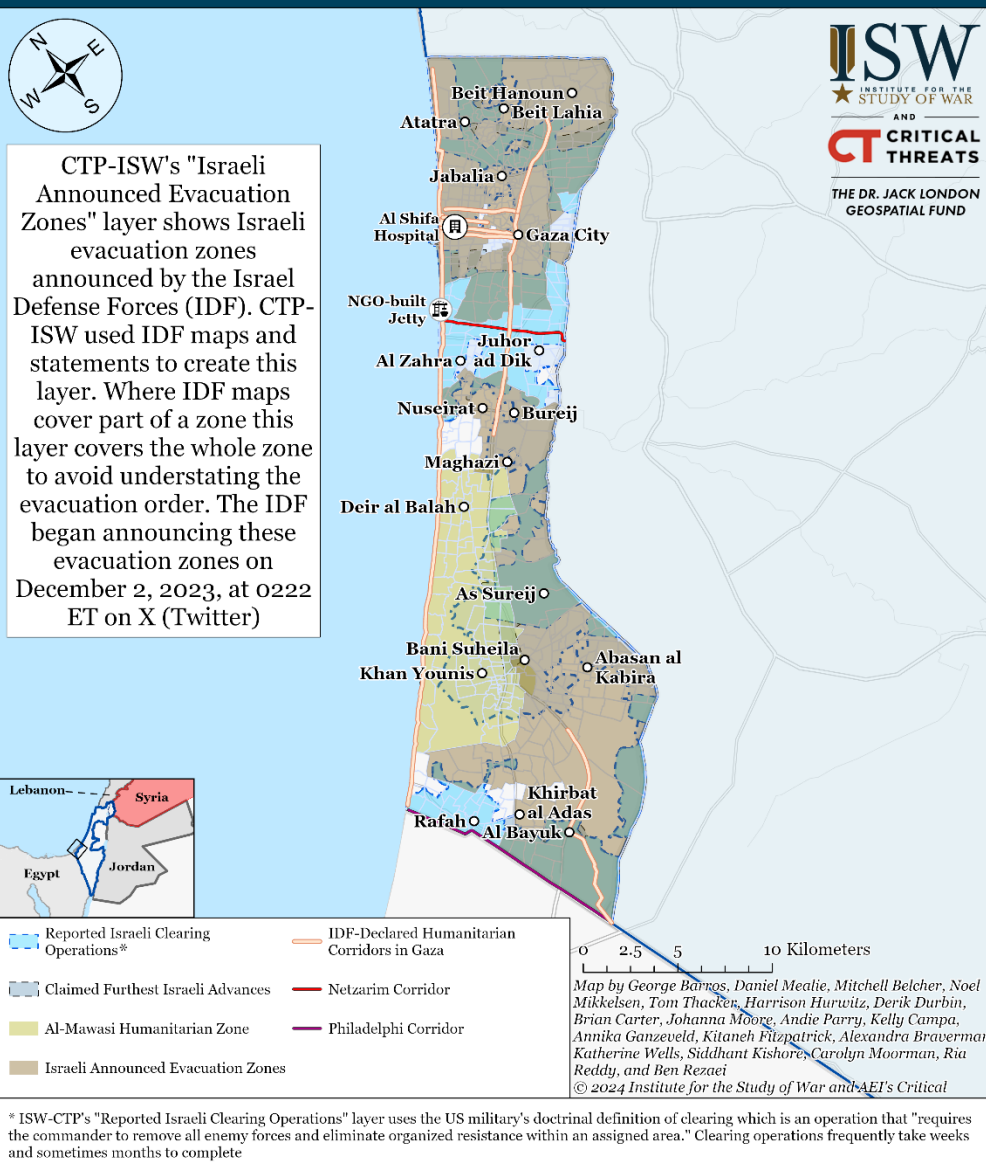 N
E
W
S
ISW
INSTITUTE FOR THE
STUDY OF WAR
AND
CT CRITICAL
THREATS
THE DR. JACK LONDON
GEOSPATIAL FUND
CTP-ISW's "Israeli
Announced Evacuation
Zones" layer shows Israeli
evacuation zones
announced by the Israel
Defense Forces (IDF). CTP-
ISW used IDF maps and
statements to create this
layer. Where IDF maps
cover part of a zone this
layer covers the whole zone
to avoid understating the
evacuation order. The IDF
began announcing these
evacuation zones on
December 2, 2023, at 0222
ET on X (Twitter)
Beit Hanoun
Beit Lahia
Atatra
Jabalia
Al Shifa
Hospital
Gaza City
NGO-built
Jetty
Juhor
ad Dik
Al Zahra
Nuseirat
Bureij
Maghazi
Deir al Balah
As Sureij
Bani Suheila
Abasan al
Kabira
Khan Younis
Khirbat
al Adas
Rafah
Al Bayuk
Lebanon
Syria
Jordan
Egypt
Reported Israeli Clearing
Operations*
Claimed Furthest Israeli Advances
Al-Mawasi Humanitarian Zone
Israeli Announced Evacuation Zones
IDF-Declared Humanitarian
Corridors in Gaza
Netzarim Corridor
Philadelphi Corridor
0 2.5 5 10 Kilometers
Map by George Barros, Daniel Mealie, Mitchell Belcher, Noel
Mikkelsen, Tom Thacker, Harrison Hurwitz, Derik Durbin,
Brian Carter, Johanna Moore, Andie Parry, Kelly Campa,
Annika Ganzeveld, Kitaneh Fitzpatrick, Alexandra Braverman
Katherine Wells, Siddhant Kishore, Carolyn Moorman, Ria
Reddy, and Ben Rezaei
© 2024 Institute for the Study of War and AEI's Critical
* ISW-CTP's "Reported Israeli Clearing Operations" layer uses the US military's doctrinal definition of clearing which is an operation that "requires
the commander to remove all enemy forces and eliminate organized resistance within an assigned area." Clearing operations frequently take weeks
and sometimes months to complete